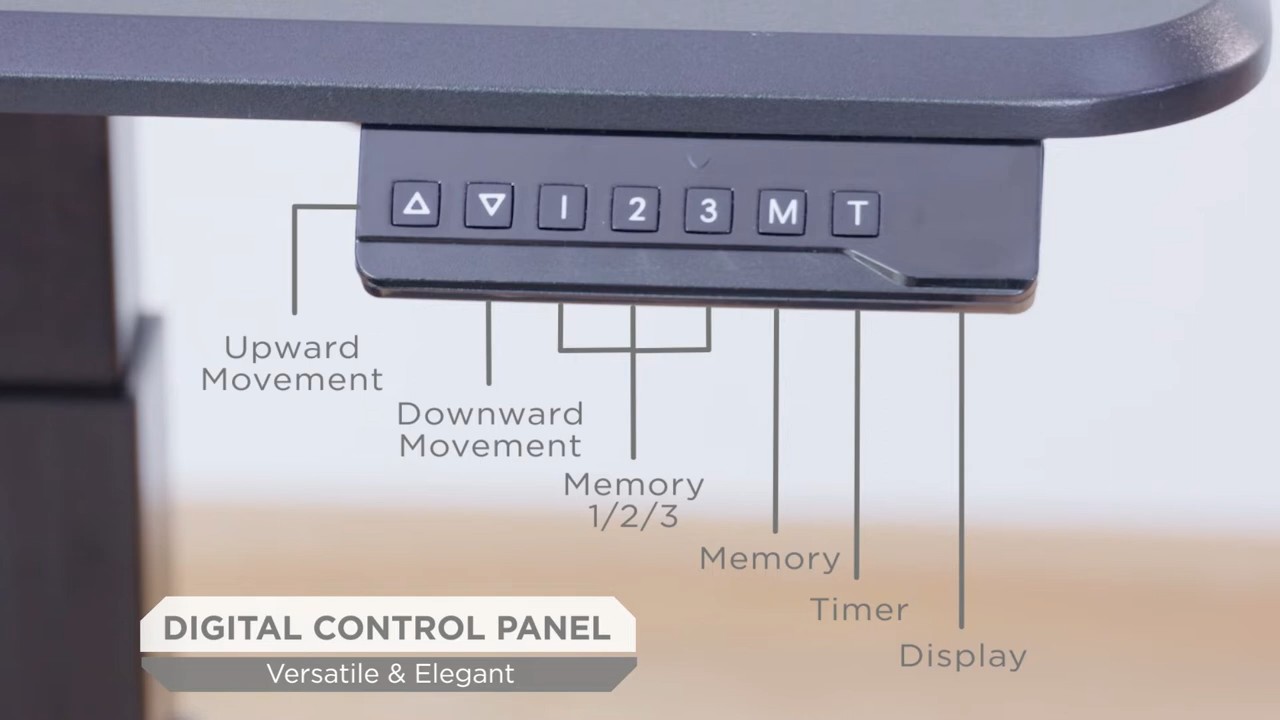 1 2 3 M T
Upward
Movement
Downward
Movement
Memory
1/2/3
Memory
Timer
Display
DIGITAL CONTROL PANEL
Versatile & Elegant